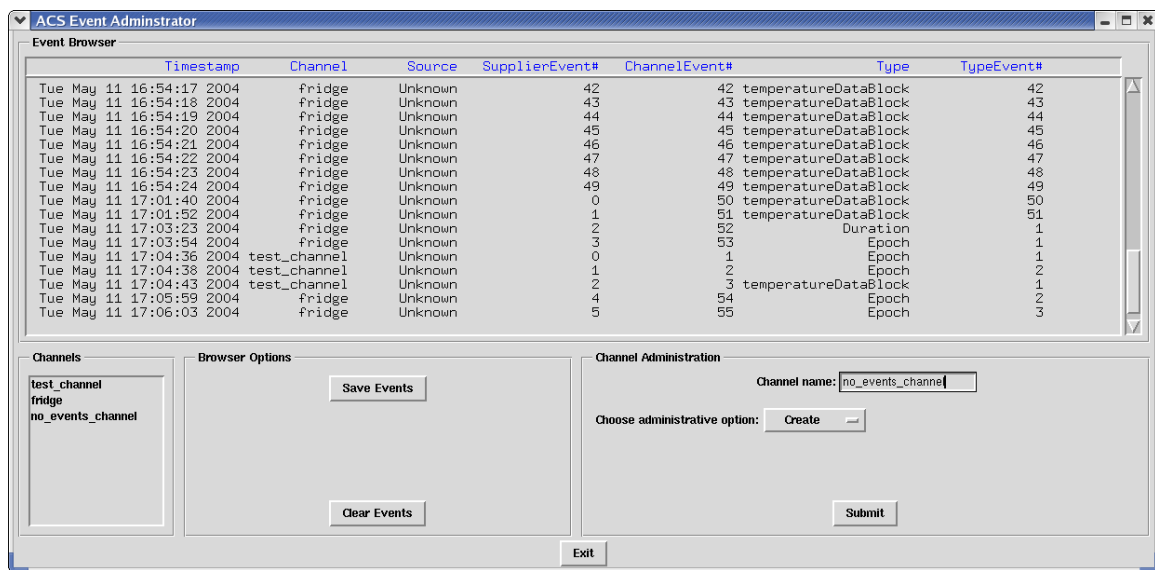 ACS Event Adminstrator
Event Browser
Timestamp Channel Source SupplierEvent# ChannelEvent# Type TypeEvent#
Tue May 11 16:54:17 2004 fridge Unknown 42 42 temperatureDataBlock 42
Tue May 11 16:54:18 2004 fridge Unknown 43 43 temperatureDataBlock 43
Tue May 11 16:54:19 2004 fridge Unknown 44 44 temperatureDataBlock 44
Tue May 11 16:54:20 2004 fridge Unknown 45 45 temperatureDataBlock 45
Tue May 11 16:54:21 2004 fridge Unknown 46 46 temperatureDataBlock 46
Tue May 11 16:54:22 2004 fridge Unknown 47 47 temperatureDataBlock 47
Tue May 11 16:54:23 2004 fridge Unknown 48 48 temperatureDataBlock 48
Tue May 11 16:54:24 2004 fridge Unknown 49 49 temperatureDataBlock 49
Tue May 11 17:01:40 2004 fridge Unknown 0 50 temperatureDataBlock 50
Tue May 11 17:01:52 2004 fridge Unknown 1 51 temperatureDataBlock 51
Tue May 11 17:03:23 2004 fridge Unknown 2 52 Duration 1
Tue May 11 17:03:54 2004 fridge Unknown 3 53 Epoch 1
Tue May 11 17:04:36 2004 test_channel Unknown 0 1 Epoch 1
Tue May 11 17:04:38 2004 test_channel Unknown 1 2 Epoch 2
Tue May 11 17:04:43 2004 test_channel Unknown 2 3 temperatureDataBlock 1
Tue May 11 17:05:59 2004 fridge Unknown 4 54 Epoch 2
Tue May 11 17:06:03 2004 fridge Unknown 5 55 Epoch 3
Channels
test_channel
fridge
no_events_channel
Browser Options
Save Events
Clear Events
Channel Administration
Channel name: no_events_channel
Choose administrative option: Create
Submit
Exit